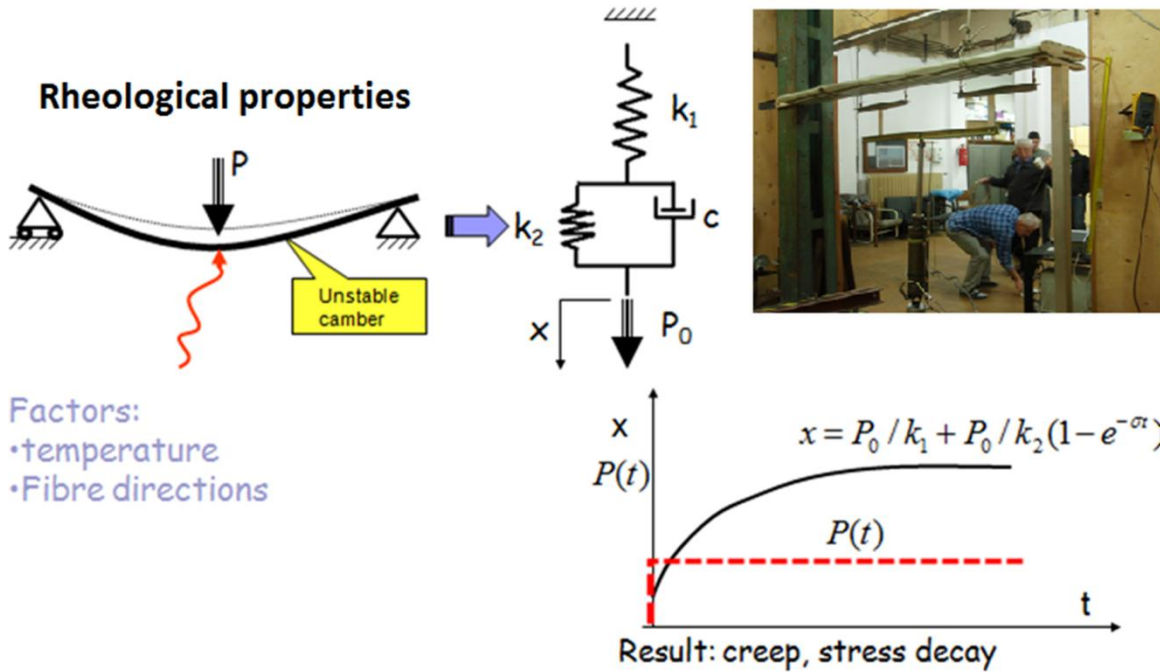 Rheological properties
P
Unstable
camber
k₁
k₂
c
x
P₀
Factors:
•temperature
•Fibre directions
x
P(t)
x = P₀ / k₁ + P₀ / k₂ (1 − e^{−σt})
P(t)
t
Result: creep, stress decay